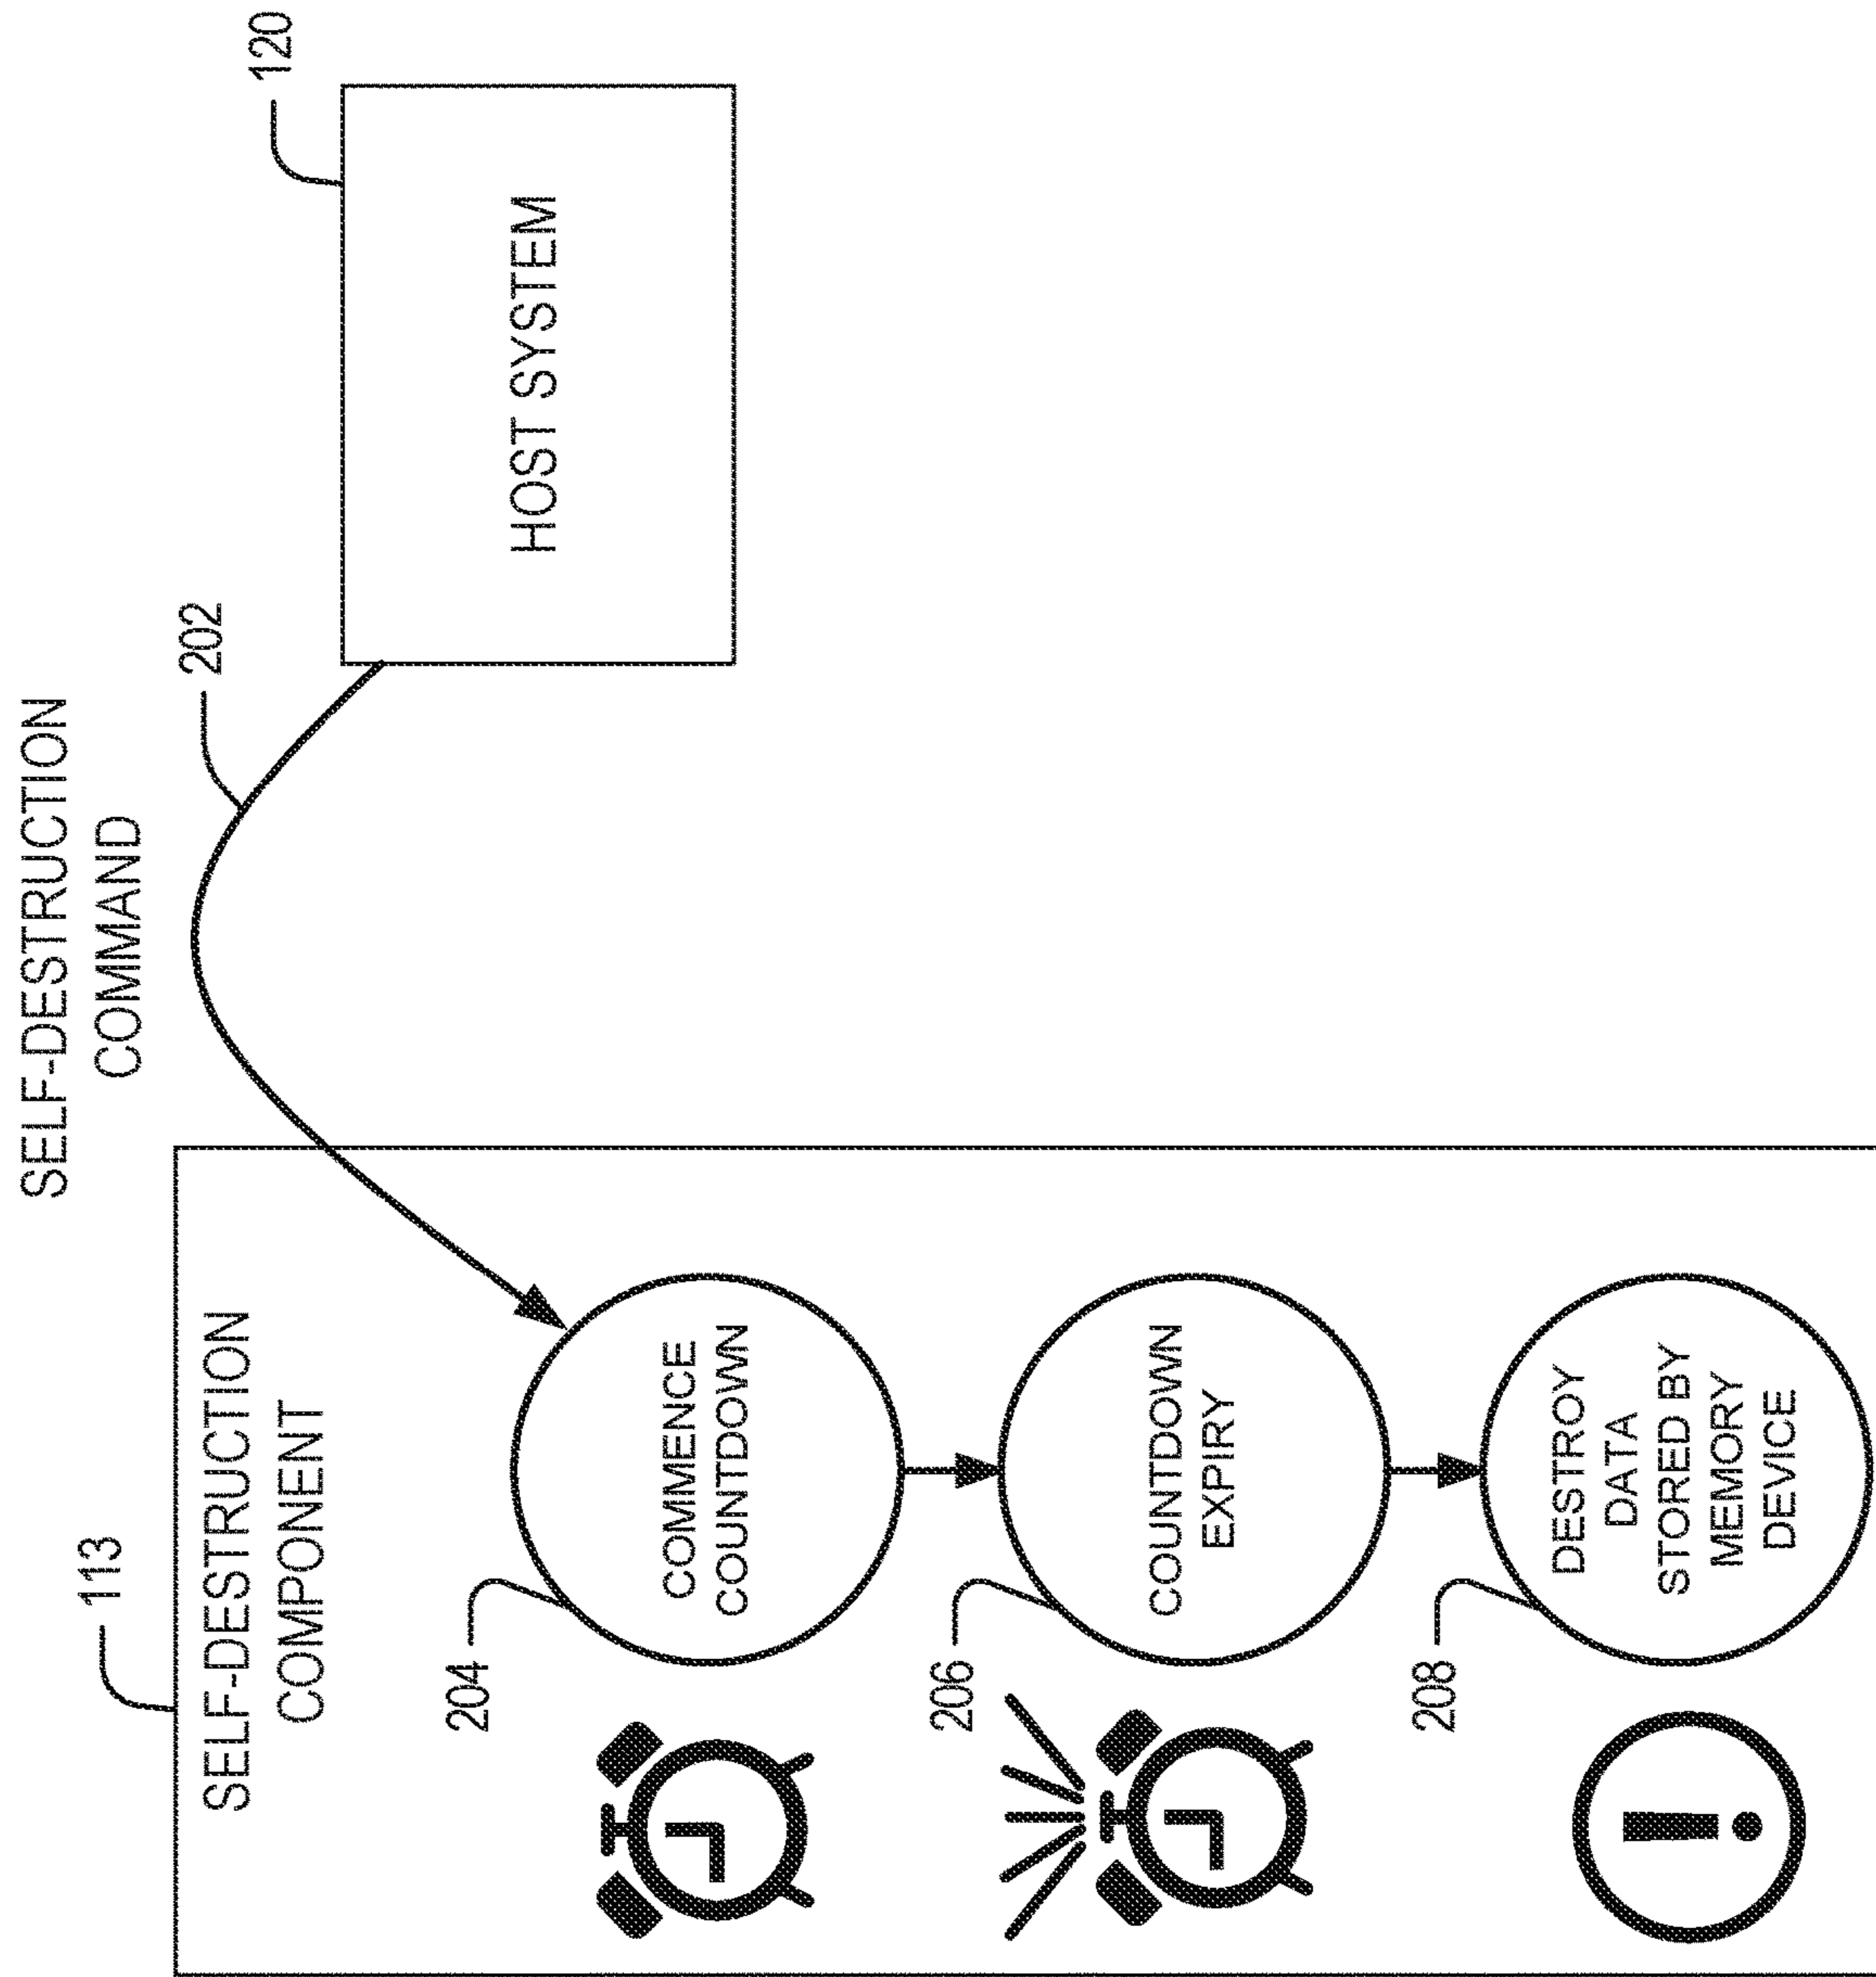 SELF-DESTRUCTION
COMMAND
113
202
120
SELF-DESTRUCTION
COMPONENT
HOST SYSTEM
204
COMMENCE
COUNTDOWN
206
COUNTDOWN
EXPIRY
208
DESTROY
DATA
STORED BY
MEMORY
DEVICE